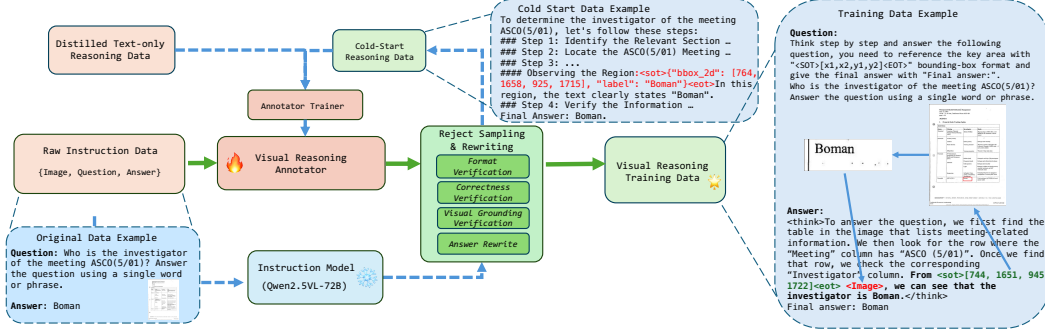 Distilled Text-only
Reasoning Data
Cold-Start
Reasoning Data
Annotator Trainer
Raw Instruction Data
{Image, Question, Answer}
Visual Reasoning
Annotator
Reject Sampling
& Rewriting
Format
Verification
Correctness
Verification
Visual Grounding
Verification
Answer Rewrite
Visual Reasoning
Training Data
Instruction Model
(Qwen2.5VL-72B)
Original Data Example
Question: Who is the investigator
of the meeting ASCO(5/01)? Answer
the question using a single word
or phrase.
Answer: Boman
Cold Start Data Example
To determine the investigator of the meeting
ASCO(5/01), let's follow these steps:
### Step 1: Identify the Relevant Section …
### Step 2: Locate the ASCO(5/01) Meeting …
### Step 3: ...
#### Observing the Region:<sot>{"bbox_2d": [764,
1658, 925, 1715], "label": "Boman"}<eot>In this
region, the text clearly states "Boman".
### Step 4: Verify the Information …
Final Answer: Boman.
Training Data Example
Question:
Think step by step and answer the following
question, you need to reference the key area with
"<SOT>[x1,x2,y1,y2]<EOT>" bounding-box format and
give the final answer with "Final answer:".
Who is the investigator of the meeting ASCO(5/01)?
Answer the question using a single word or phrase.
Boman
Answer:
<think>To answer the question, we first find the
table in the image that lists meeting-related
information. We then look for the row where the
"Meeting" column has "ASCO (5/01)". Once we find
that row, we check the corresponding
"Investigator" column. From <sot>[744, 1651, 945,
1722]<eot> <Image>, we can see that the
investigator is Boman.</think>
Final answer: Boman